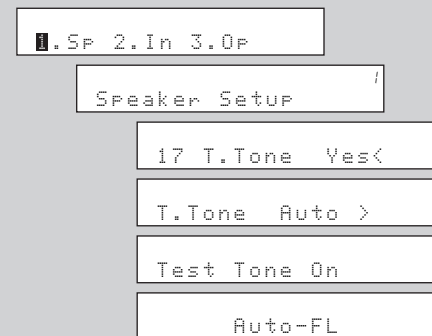 1.Sp 2.In 3.Op
1
Speaker Setup
17 T.Tone Yes<
T.Tone Auto >
Test Tone On
Auto-FL